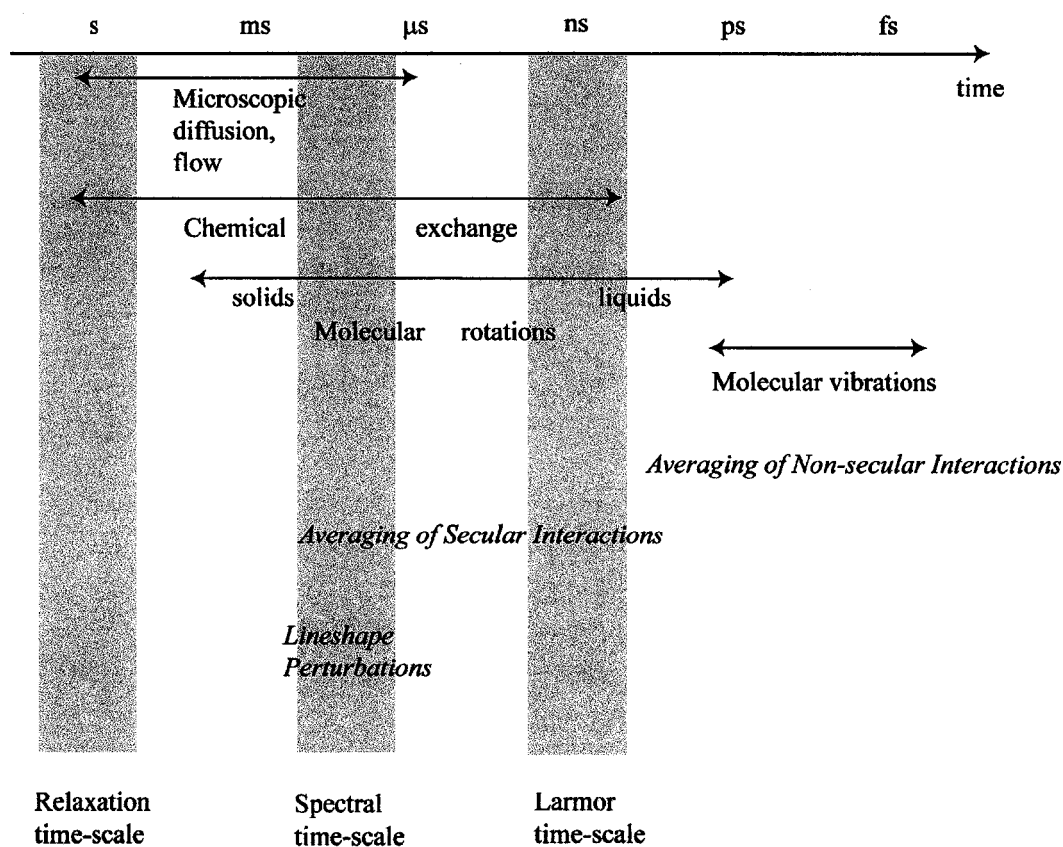 s ms μs ns ps fs
time
Microscopic
diffusion,
flow
Chemical exchange
solids liquids
Molecular rotations
Molecular vibrations
Averaging of Non-secular Interactions
Averaging of Secular Interactions
Lineshape
Perturbations
Relaxation
time-scale
Spectral
time-scale
Larmor
time-scale